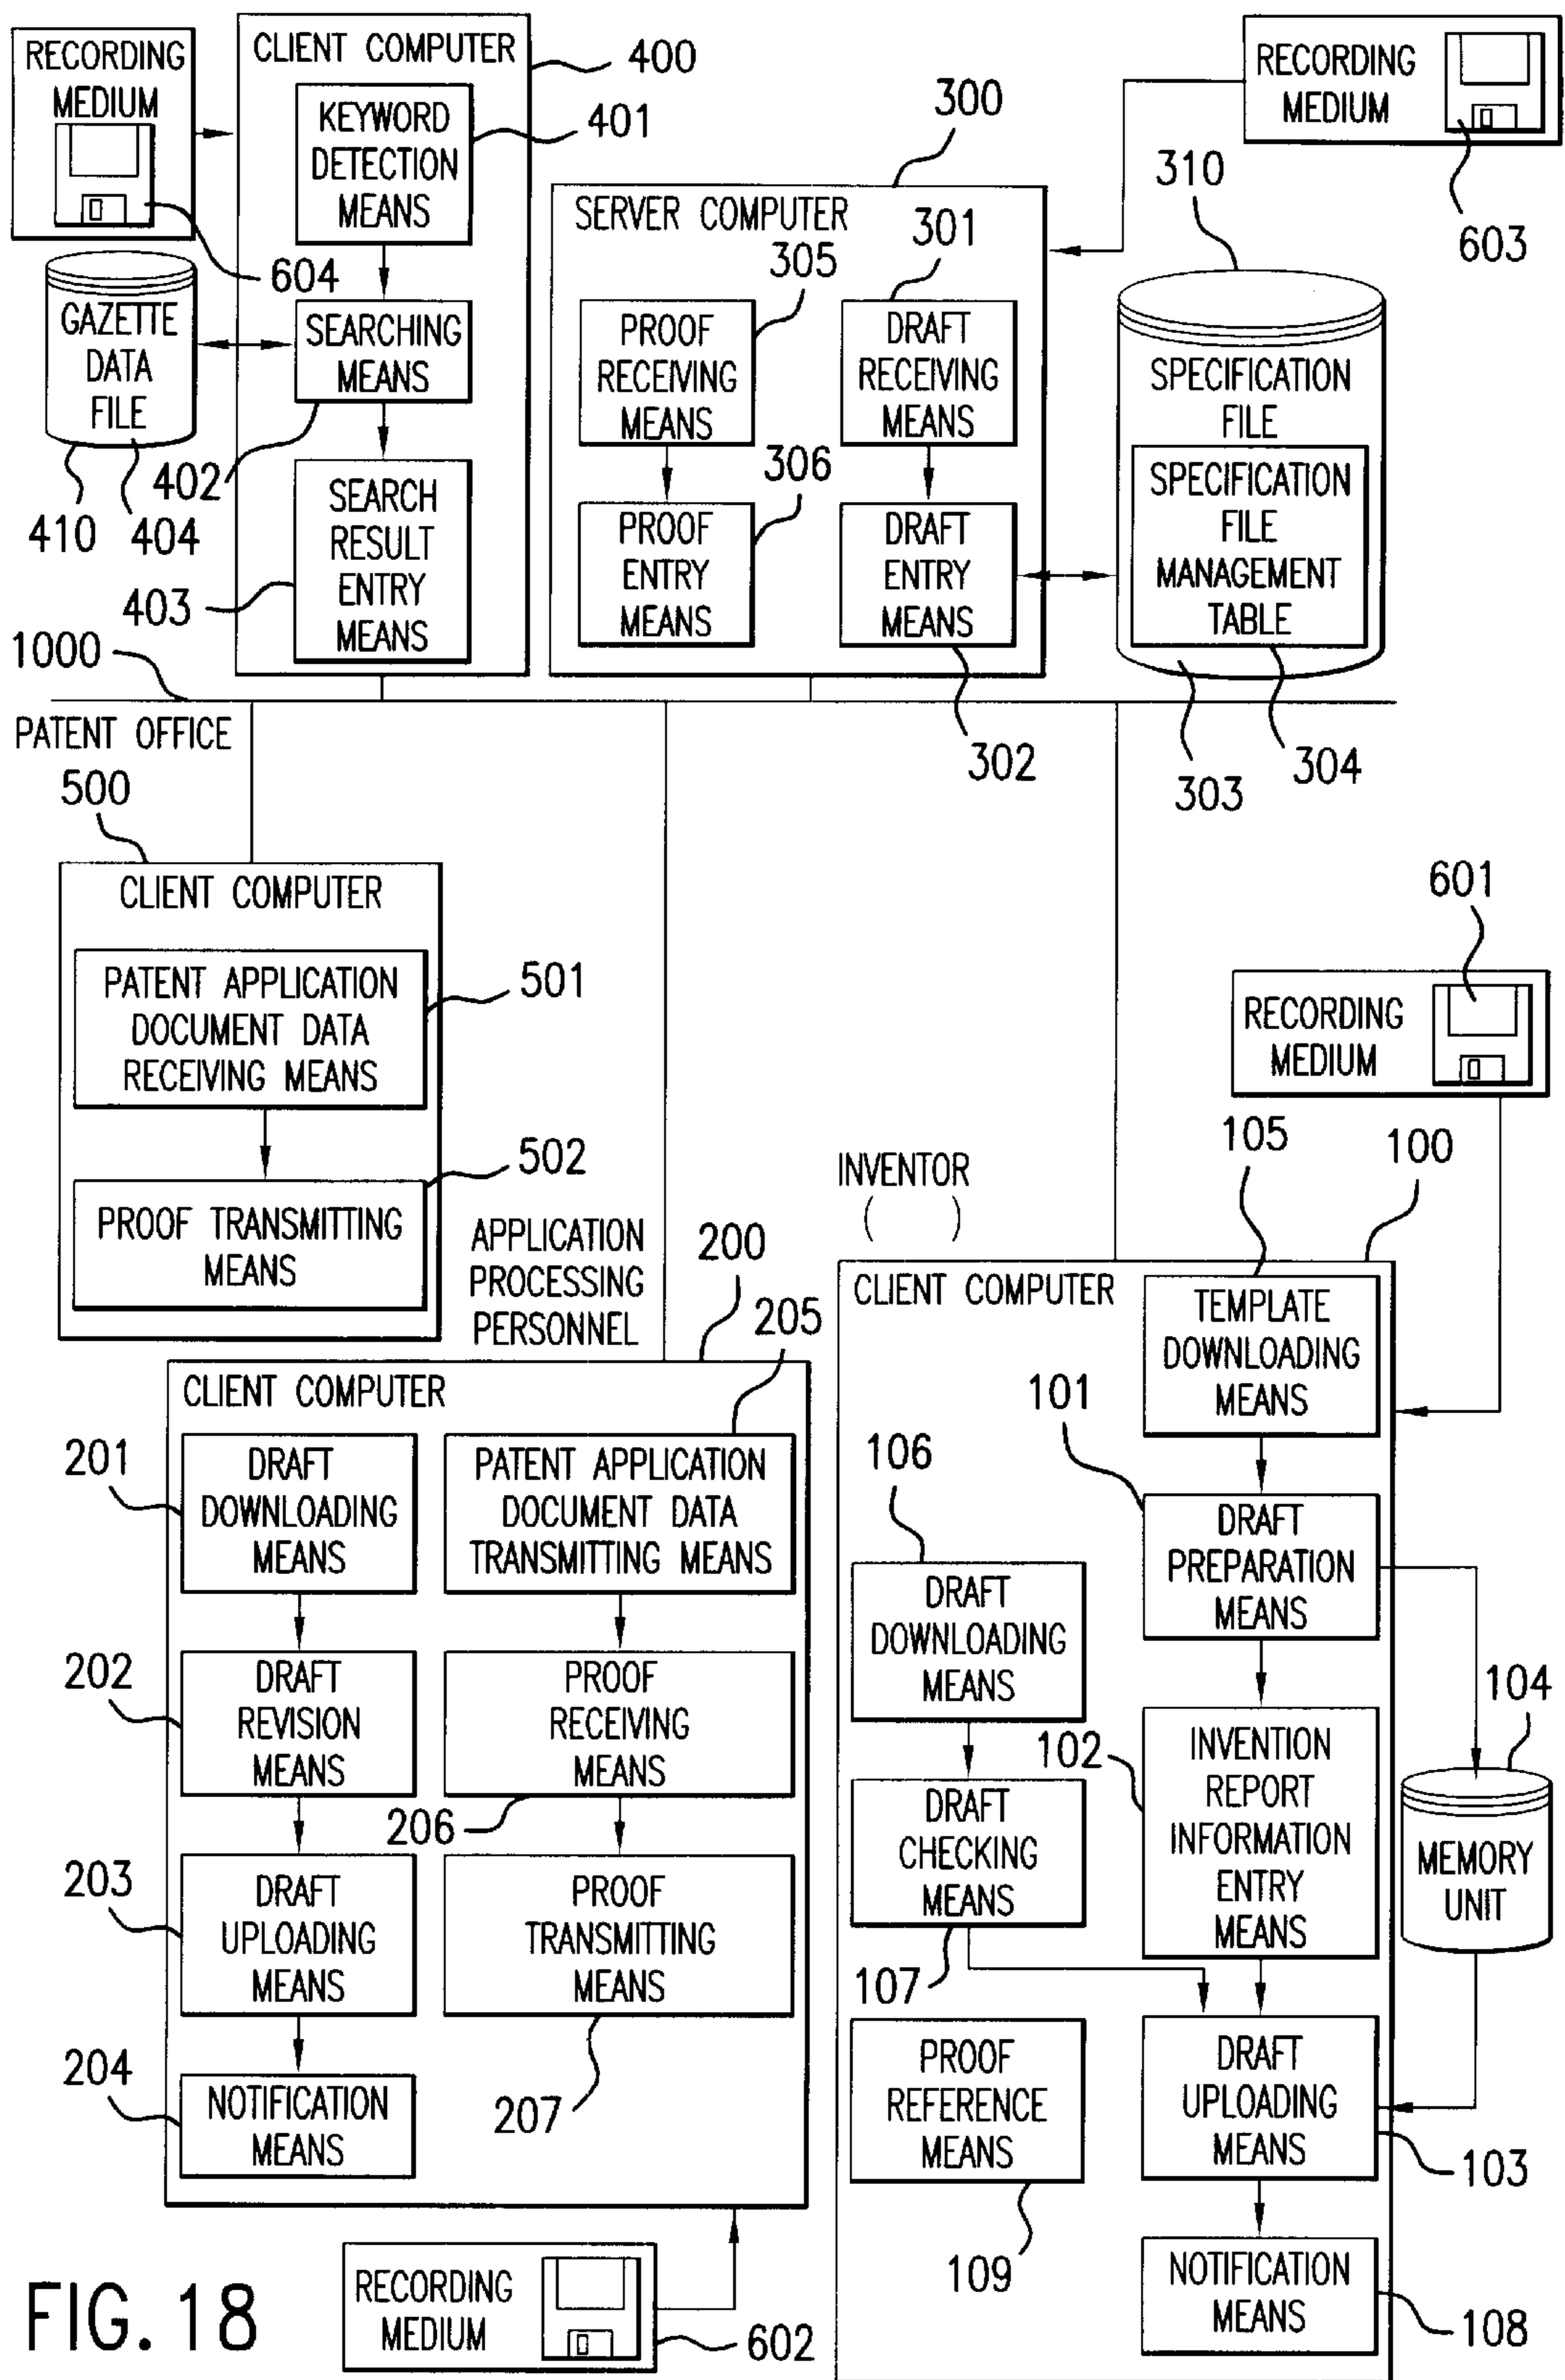 RECORDING
MEDIUM
604
CLIENT COMPUTER
400
KEYWORD
DETECTION
MEANS
401
SEARCHING
MEANS
402
SEARCH
RESULT
ENTRY
MEANS
403
GAZETTE
DATA
FILE
410
404
300
SERVER COMPUTER
305
PROOF
RECEIVING
MEANS
306
PROOF
ENTRY
MEANS
301
DRAFT
RECEIVING
MEANS
DRAFT
ENTRY
MEANS
302
RECORDING
MEDIUM
603
310
SPECIFICATION
FILE
SPECIFICATION
FILE
MANAGEMENT
TABLE
303
304
1000
PATENT OFFICE
500
CLIENT COMPUTER
PATENT APPLICATION
DOCUMENT DATA
RECEIVING MEANS
501
PROOF TRANSMITTING
MEANS
502
APPLICATION
PROCESSING
PERSONNEL
200
CLIENT COMPUTER
205
201
DRAFT
DOWNLOADING
MEANS
PATENT APPLICATION
DOCUMENT DATA
TRANSMITTING MEANS
202
DRAFT
REVISION
MEANS
PROOF
RECEIVING
MEANS
206
203
DRAFT
UPLOADING
MEANS
PROOF
TRANSMITTING
MEANS
207
204
NOTIFICATION
MEANS
RECORDING
MEDIUM
602
601
RECORDING
MEDIUM
INVENTOR
( )
105
100
CLIENT COMPUTER
TEMPLATE
DOWNLOADING
MEANS
101
DRAFT
PREPARATION
MEANS
106
DRAFT
DOWNLOADING
MEANS
102
INVENTION
REPORT
INFORMATION
ENTRY
MEANS
104
MEMORY
UNIT
DRAFT
CHECKING
MEANS
107
PROOF
REFERENCE
MEANS
109
DRAFT
UPLOADING
MEANS
103
NOTIFICATION
MEANS
108
FIG. 18